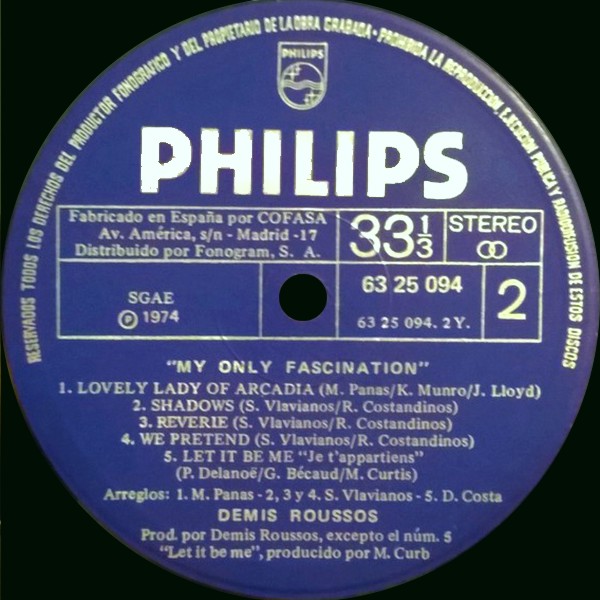 RESERVADOS TODOS LOS DERECHOS DEL PRODUCTOR FONOGRAFICO Y DEL PROPIETARIO DE LA OBRA GRABADA · PROHIBIDA LA REPRODUCCION, EJECUCION PUBLICA Y RADIODIFUSION DE ESTOS DISCOS
PHILIPS
PHILIPS
Fabricado en España por COFASA
Av. América, s/n - Madrid -17
Distribuido por Fonogram, S. A.
33 1/3
STEREO
SGAE
Ⓟ 1974
63 25 094
63 25 094. 2 Y.
2
"MY ONLY FASCINATION"
1. LOVELY LADY OF ARCADIA (M. Panas/K. Munro/J. Lloyd)
2. SHADOWS (S. Vlavianos/R. Costandinos)
3. REVERIE (S. Vlavianos/R. Costandinos)
4. WE PRETEND (S. Vlavianos/R. Costandinos)
5. LET IT BE ME "Je t'appartiens"
(P. Delanoë/G. Bécaud/M. Curtis)
Arreglos: 1. M. Panas - 2, 3 y 4. S. Vlavianos - 5. D. Costa
DEMIS ROUSSOS
Prod. por Demis Roussos, excepto el núm. 5
"Let it be me", producido por M. Curb